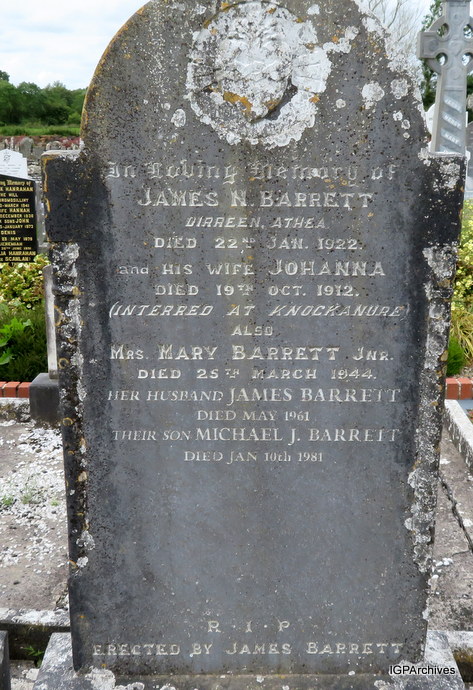 In Loving Memory of
JAMES N. BARRETT
DIRREEN, ATHEA
DIED 22ND JAN. 1922.
and HIS WIFE JOHANNA
DIED 19TH OCT. 1912.
(INTERRED AT KNOCKANURE)
ALSO
MRS. MARY BARRETT JNR.
DIED 25TH MARCH 1944.
HER HUSBAND JAMES BARRETT
DIED MAY 1961
THEIR SON MICHAEL J. BARRETT
DIED JAN 10th 1981
R · I · P
ERECTED BY JAMES BARRETT
IGPArchives